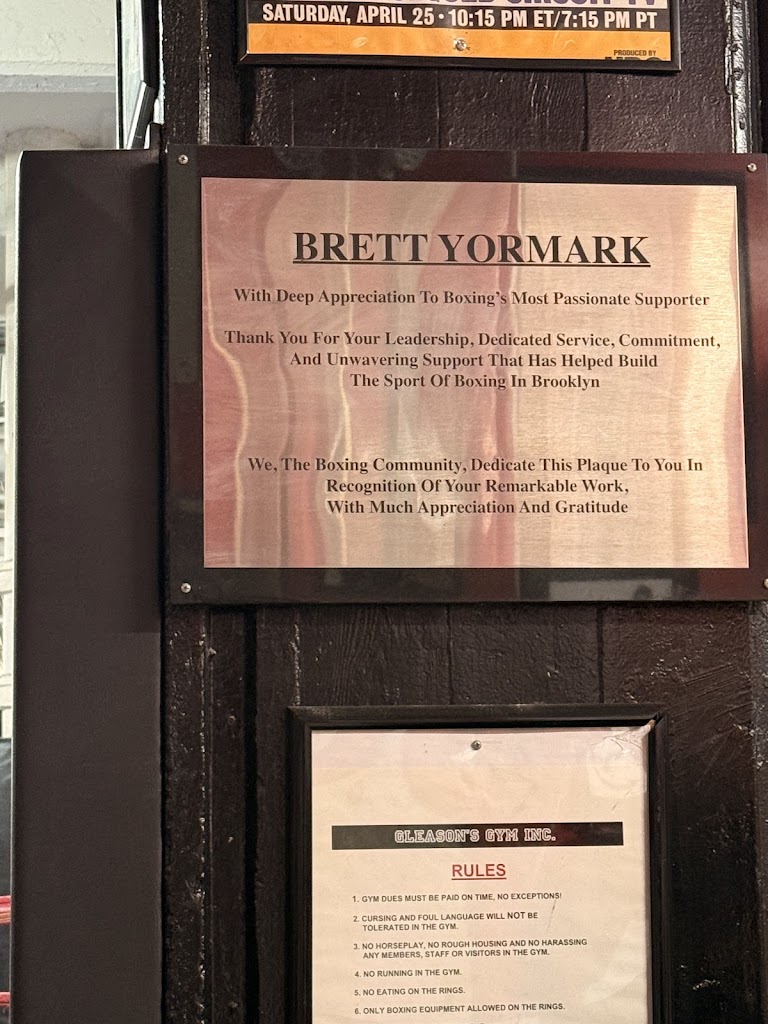 SATURDAY, APRIL 25 • 10:15 PM ET/7:15 PM PT
PRODUCED BY
BRETT YORMARK
With Deep Appreciation To Boxing's Most Passionate Supporter
Thank You For Your Leadership, Dedicated Service, Commitment,
And Unwavering Support That Has Helped Build
The Sport Of Boxing In Brooklyn
We, The Boxing Community, Dedicate This Plaque To You In
Recognition Of Your Remarkable Work,
With Much Appreciation And Gratitude
GLEASON'S GYM INC.
RULES
1. GYM DUES MUST BE PAID ON TIME, NO EXCEPTIONS!
2. CURSING AND FOUL LANGUAGE WILL NOT BE
TOLERATED IN THE GYM.
3. NO HORSEPLAY, NO ROUGH HOUSING AND NO HARASSING
ANY MEMBERS, STAFF OR VISITORS IN THE GYM.
4. NO RUNNING IN THE GYM.
5. NO EATING ON THE RINGS.
6. ONLY BOXING EQUIPMENT ALLOWED ON THE RINGS.